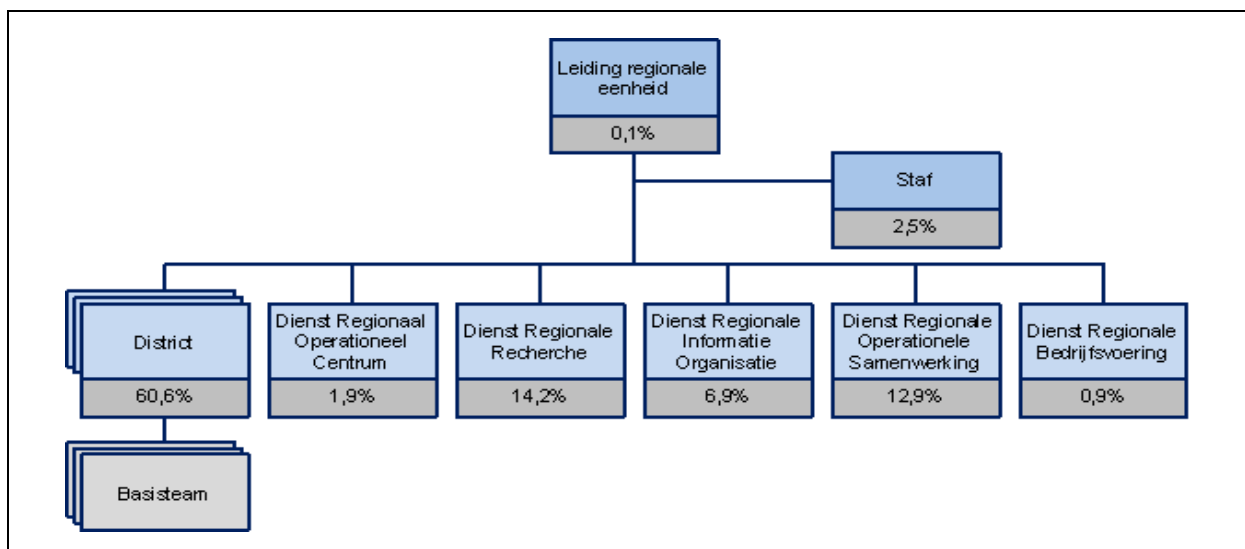 Leiding regionale
eenheid
0,1%
Staf
2,5%
District
60,6%
Dienst Regionaal
Operationeel
Centrum
1,9%
Dienst Regionale
Recherche
14,2%
Dienst Regionale
Informatie
Organisatie
6,9%
Dienst Regionale
Operationele
Samenwerking
12,9%
Dienst Regionale
Bedrijfsvoering
0,9%
Basisteam